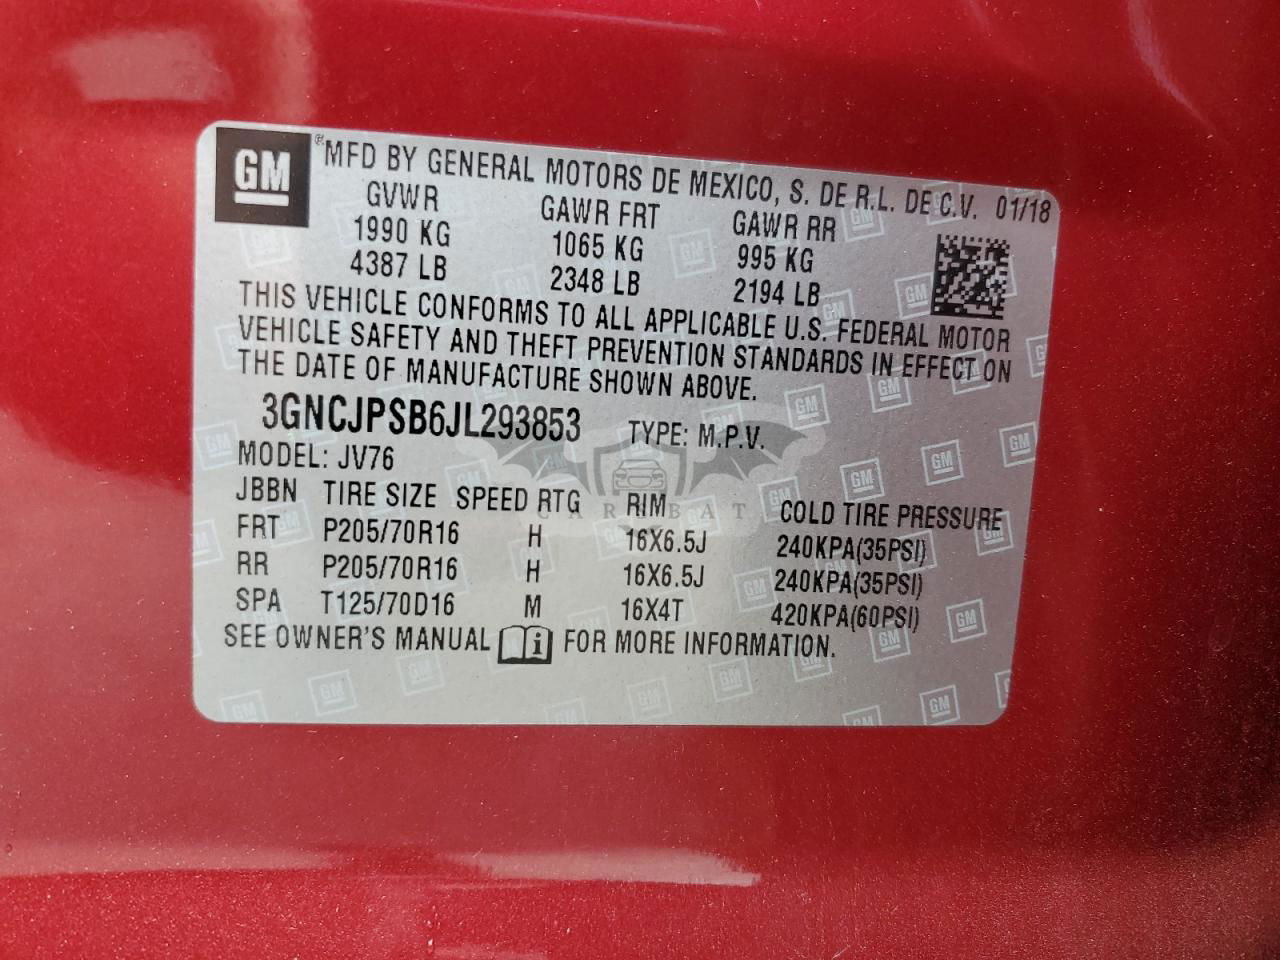 GM ® MFD BY GENERAL MOTORS DE MEXICO, S. DE R.L. DE C.V. 01/18
GVWR GAWR FRT GAWR RR
1990 KG 1065 KG 995 KG
4387 LB 2348 LB 2194 LB
THIS VEHICLE CONFORMS TO ALL APPLICABLE U.S. FEDERAL MOTOR
VEHICLE SAFETY AND THEFT PREVENTION STANDARDS IN EFFECT ON
THE DATE OF MANUFACTURE SHOWN ABOVE.
3GNCJPSB6JL293853 TYPE: M.P.V.
MODEL: JV76
JBBN TIRE SIZE SPEED RTG RIM COLD TIRE PRESSURE
CAR BAT
FRT P205/70R16 H 16X6.5J 240KPA(35PSI)
RR P205/70R16 H 16X6.5J 240KPA(35PSI)
SPA T125/70D16 M 16X4T 420KPA(60PSI)
SEE OWNER'S MANUAL i FOR MORE INFORMATION.